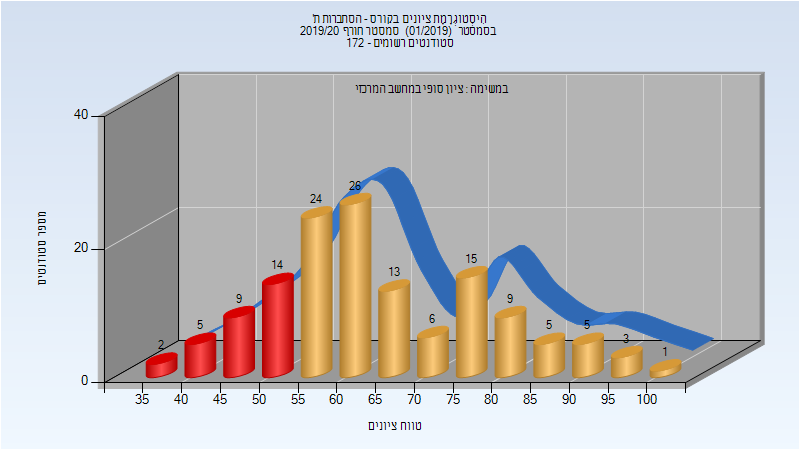 היסטוגרמת ציונים בקורס - הסתברות ת'
בסמסטר (01/2019) סמסטר חורף 2019/20
סטודנטים רשומים - 172
במשימה : ציון סופי במחשב המרכזי
מספר סטודנטים
40
20
0
2
5
9
14
24
26
13
6
15
9
5
5
3
1
35 40 45 50 55 60 65 70 75 80 85 90 95 100
טווח ציונים